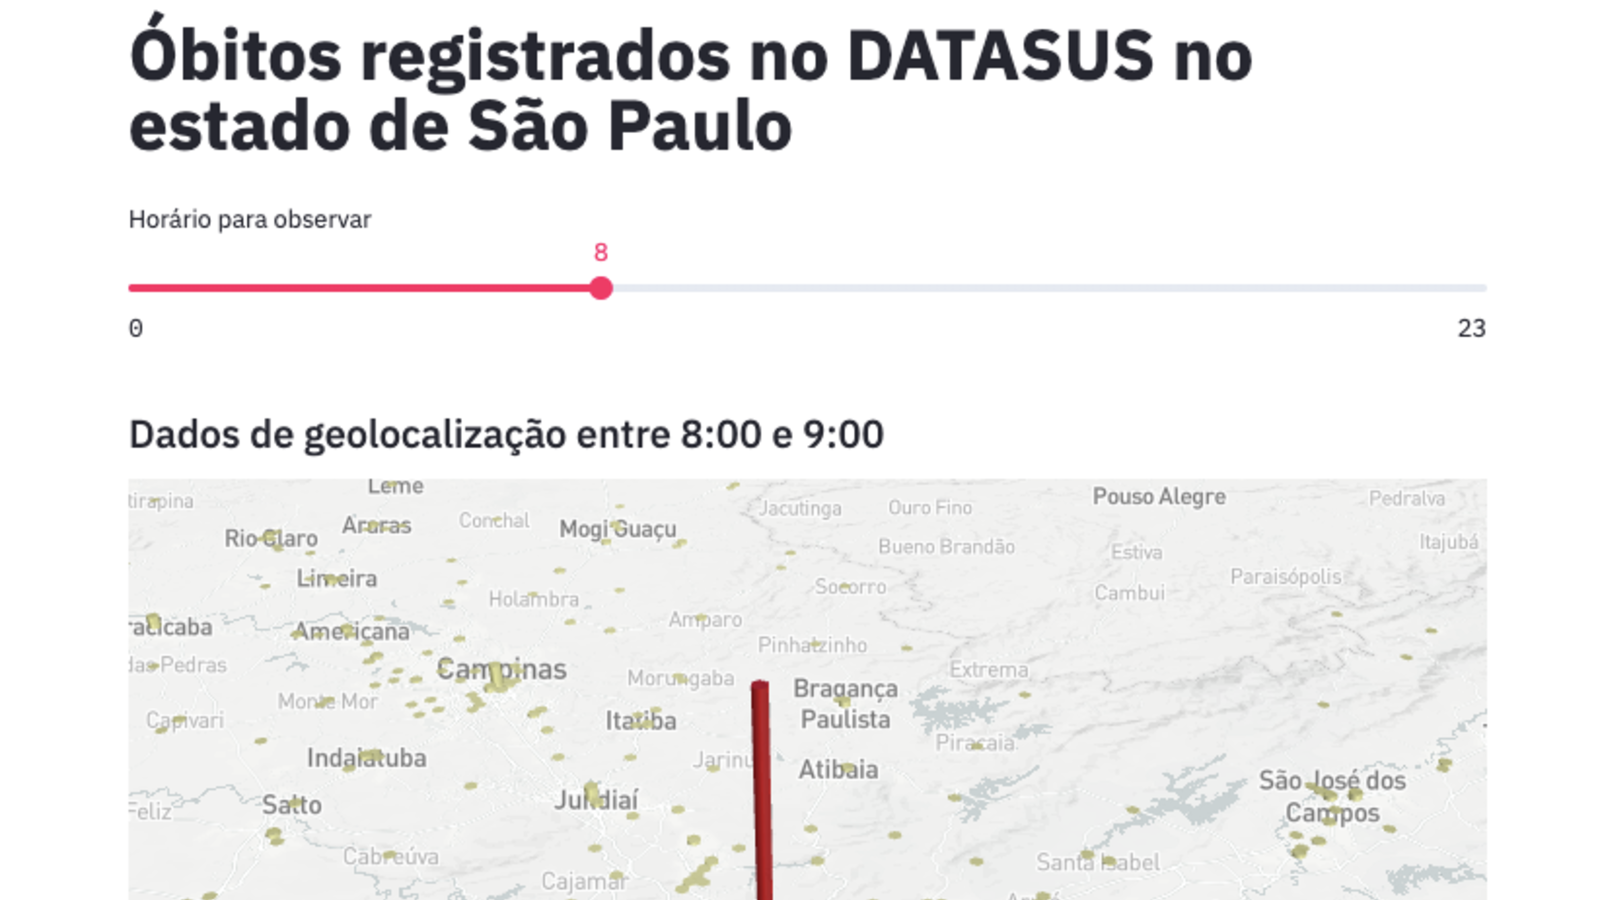 Óbitos registrados no DATASUS no
estado de São Paulo
Horário para observar
8
0
23
Dados de geolocalização entre 8:00 e 9:00
tirapina
Leme
Jacutinga
Ouro Fino
Pouso Alegre
Pedralva
Rio Claro
Araras
Conchal
Mogi Guaçu
Bueno Brandão
Estiva
Itajubá
Limeira
Holambra
Socorro
Cambui
Paraisópolis
racicaba
Americana
Amparo
Pinhalzinho
das Pedras
Campinas
Morungaba
Extrema
Capivari
Monte Mor
Itatiba
Bragança
Paulista
Piracaia
Indaiatuba
Jarinu
Atibaia
São José dos
Campos
Feliz
Salto
Jundiaí
Cabreúva
Santa Isabel
Cajamar